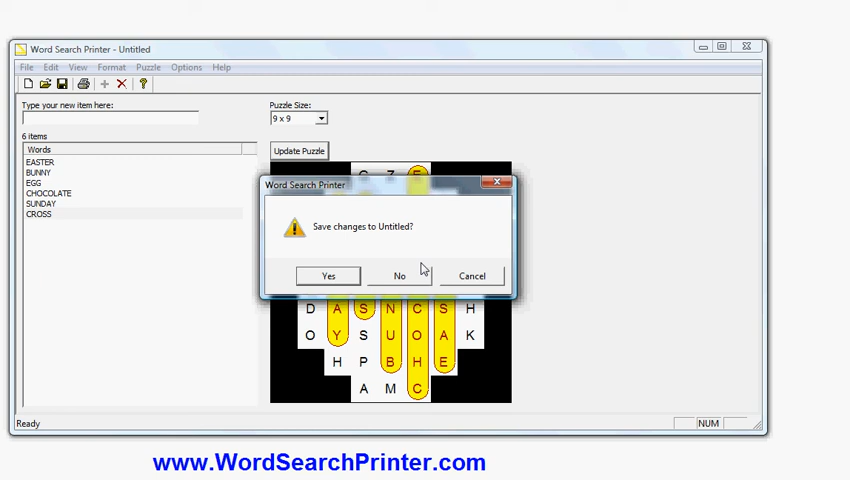 Word Search Printer - Untitled
File Edit View Format Puzzle Options Help
Type your new item here:
Puzzle Size:
9 x 9
6 items
Update Puzzle
Words
EASTER
BUNNY
EGG
CHOCOLATE
SUNDAY
CROSS
Word Search Printer
Save changes to Untitled?
Yes No Cancel
D A S N C S H
O Y S U O A K
H P B H E
A M C
Ready
NUM
www.WordSearchPrinter.com